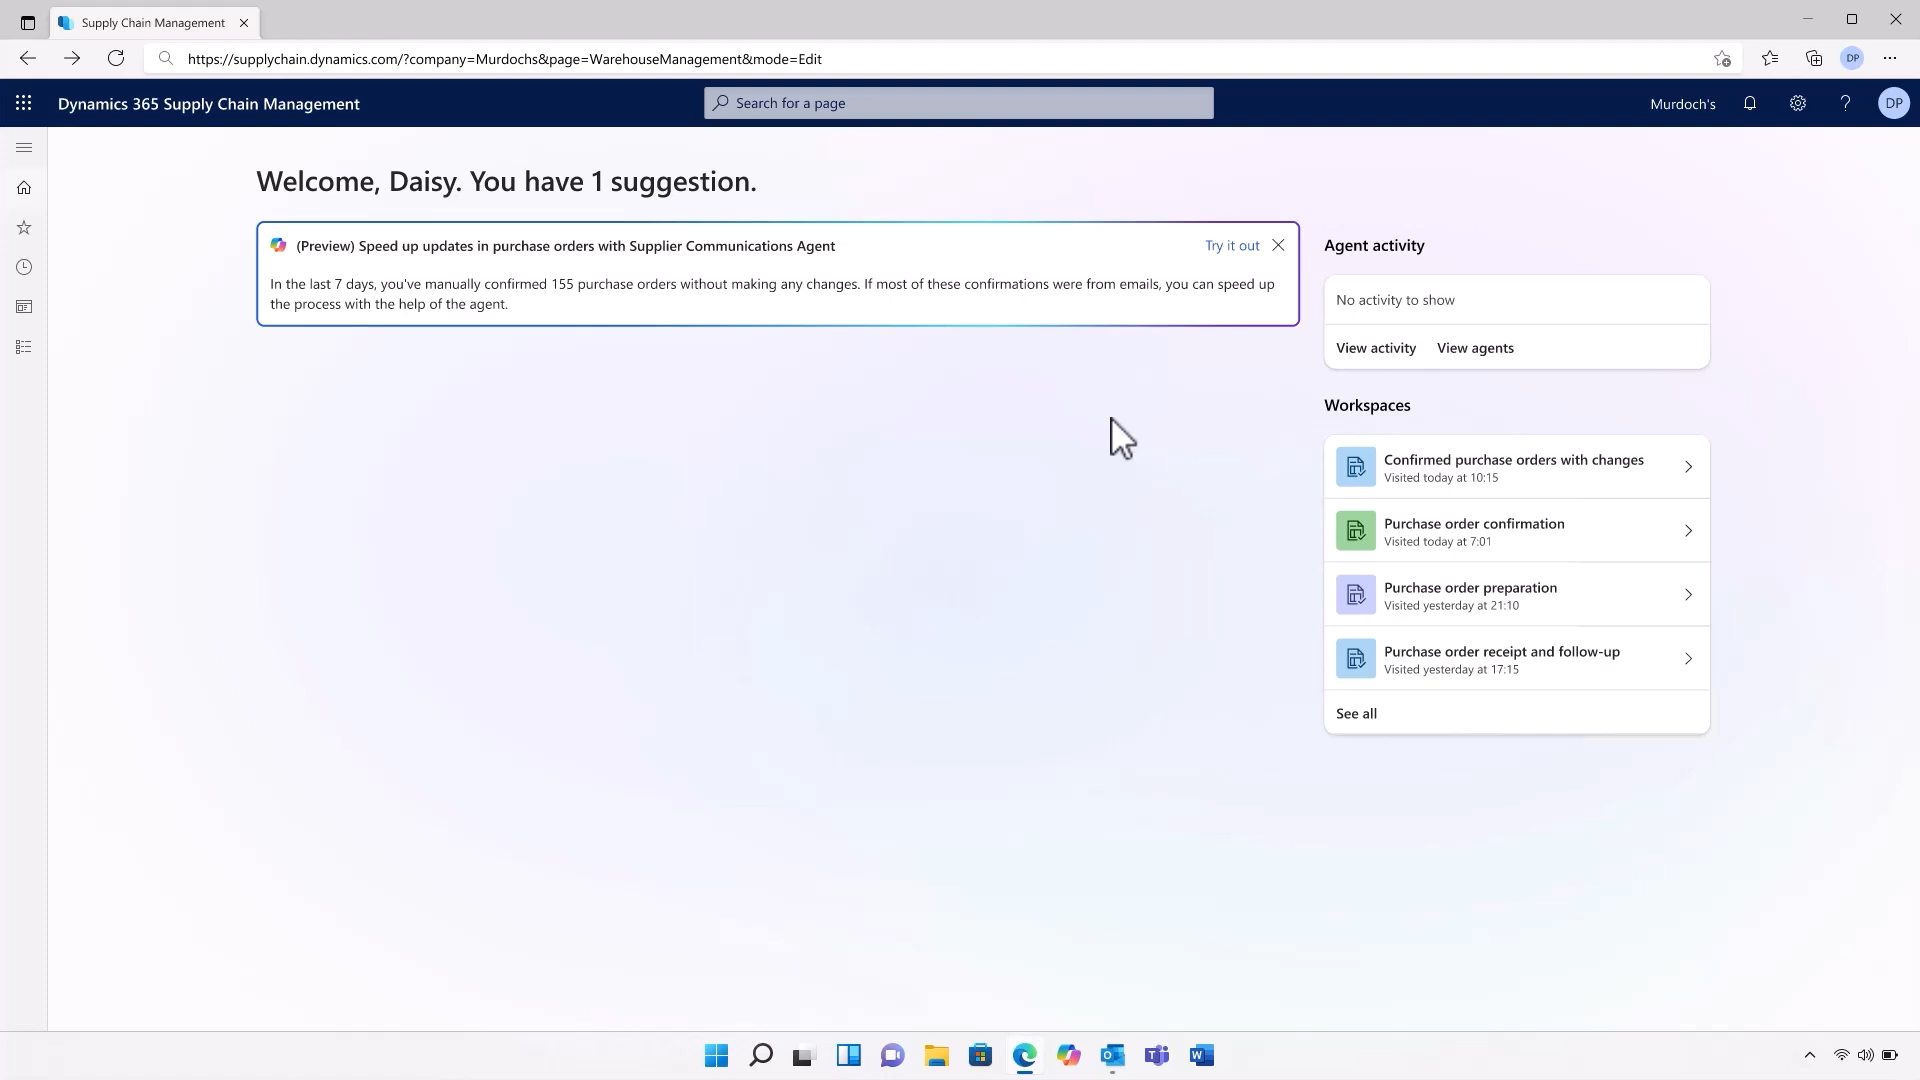 Supply Chain Management
https://supplychain.dynamics.com/?company=Murdochs&page=WarehouseManagement&mode=Edit
DP
Dynamics 365 Supply Chain Management
Search for a page
Murdoch's
DP
Welcome, Daisy. You have 1 suggestion.
(Preview) Speed up updates in purchase orders with Supplier Communications Agent
Try it out
In the last 7 days, you've manually confirmed 155 purchase orders without making any changes. If most of these confirmations were from emails, you can speed up
the process with the help of the agent.
Agent activity
No activity to show
View activity
View agents
Workspaces
Confirmed purchase orders with changes
Visited today at 10:15
Purchase order confirmation
Visited today at 7:01
Purchase order preparation
Visited yesterday at 21:10
Purchase order receipt and follow-up
Visited yesterday at 17:15
See all